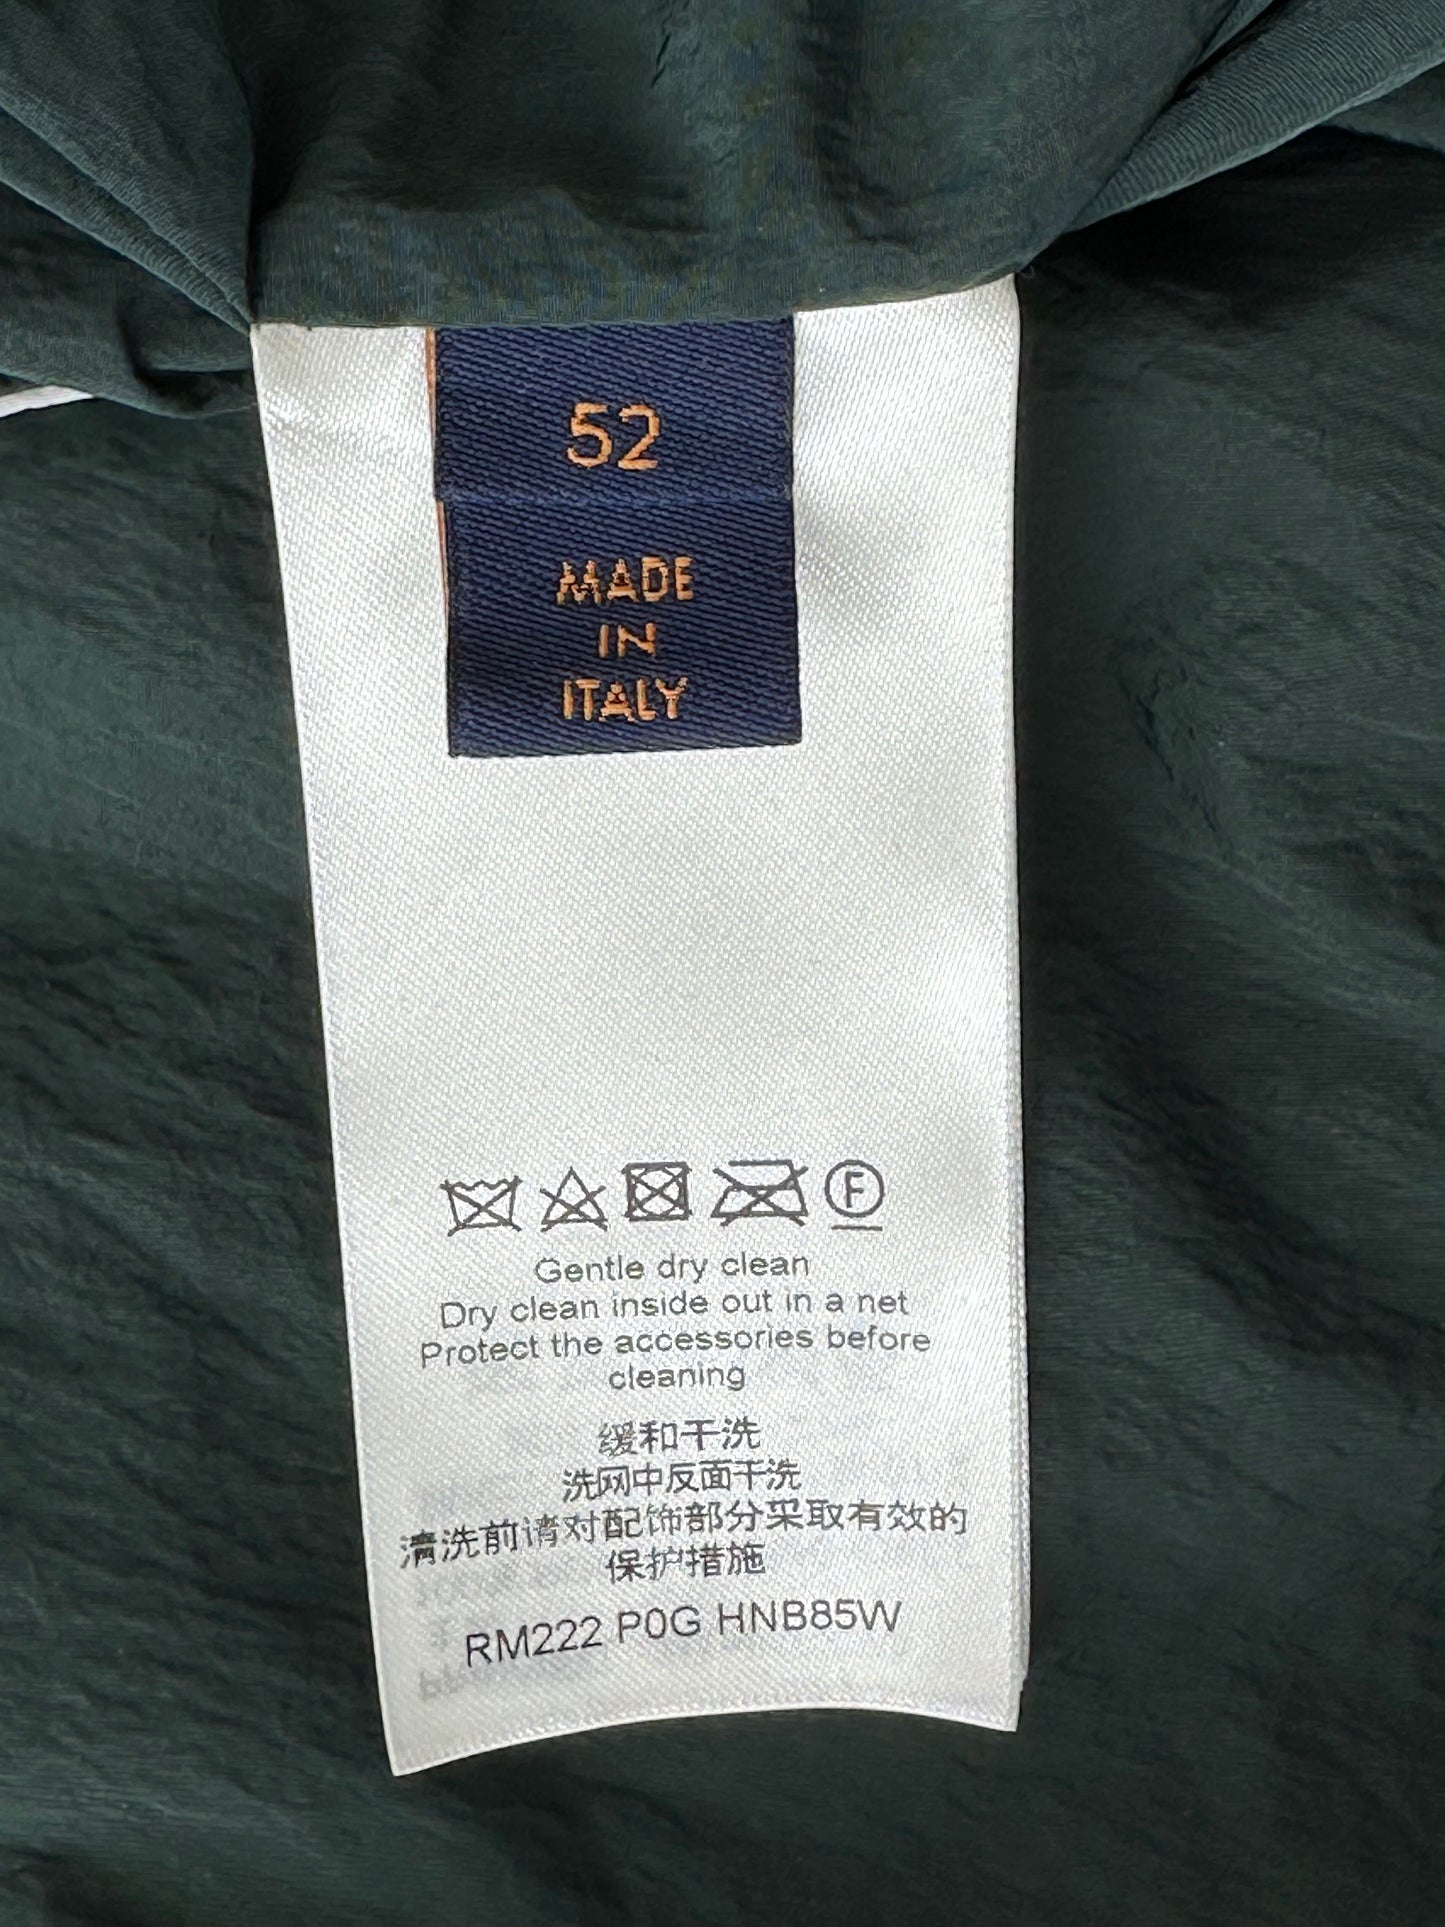 52
MADE
IN
ITALY
F
Gentle dry clean
Dry clean inside out in a net
Protect the accessories before
cleaning
缓和干洗
洗网中反面干洗
清洗前请对配饰部分采取有效的
保护措施
RM222 P0G HNB85W